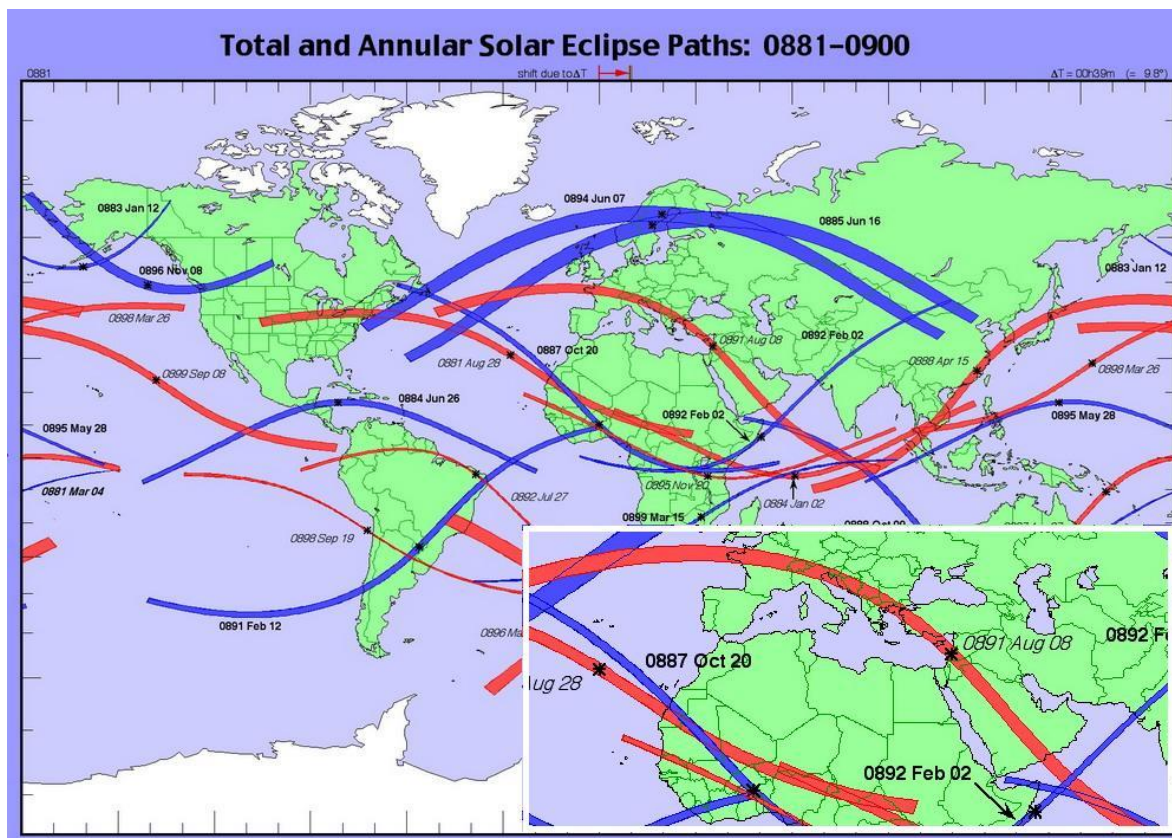 Total and Annular Solar Eclipse Paths: 0881-0900
0881
shift due to ΔT
ΔT = 00h39m (= 9.8°)
0883 Jan 12
0894 Jun 07
0885 Jun 16
0896 Nov 08
0883 Jan 12
0898 Mar 26
0892 Feb 02
0891 Aug 08
0887 Oct 20
0881 Aug 28
0888 Apr 15
0898 Mar 26
0899 Sep 08
0884 Jun 26
0892 Feb 02
0895 May 28
0895 May 28
0881 Mar 04
0892 Jul 27
0895 Nov 20
0884 Jan 02
0898 Sep 19
0899 Mar 15
0891 Feb 12
0896 Ma
0887 Oct 20
0891 Aug 08
0892 F
Aug 28
0892 Feb 02